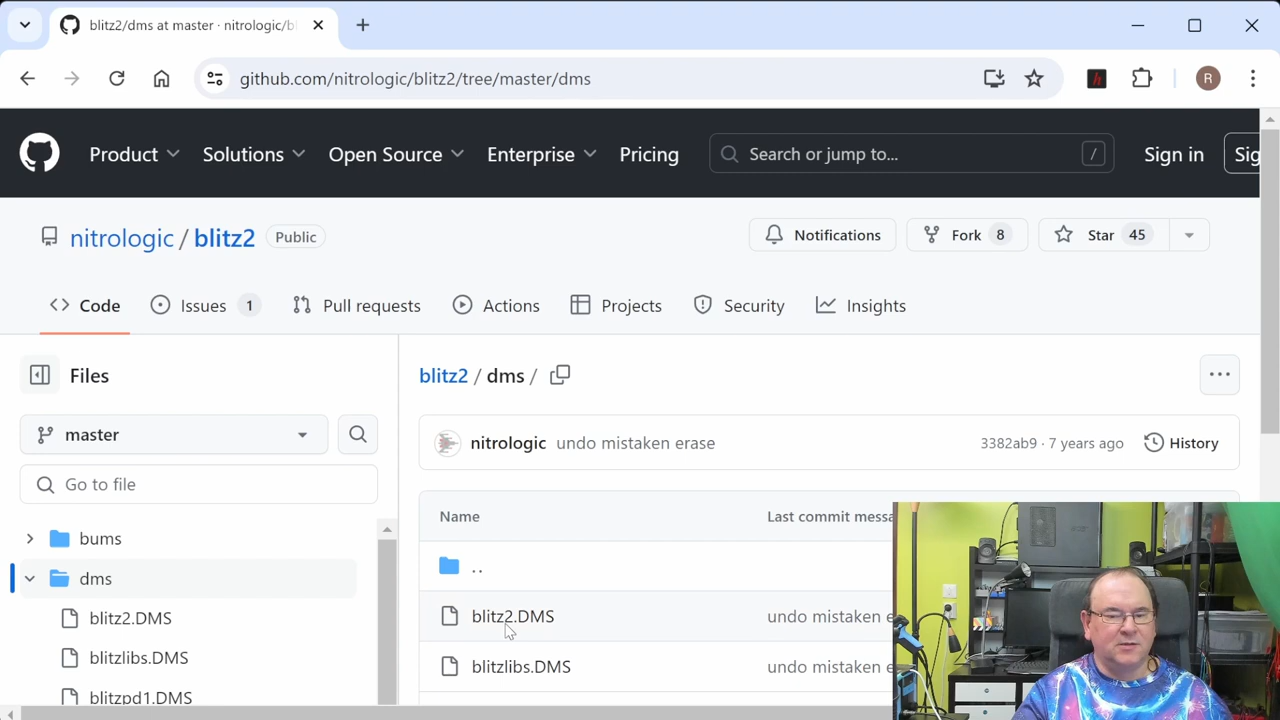 blitz2/dms at master · nitrologic/bl
github.com/nitrologic/blitz2/tree/master/dms
R
Product
Solutions
Open Source
Enterprise
Pricing
Search or jump to...
/
Sign in
Sig
nitrologic / blitz2
Public
Notifications
Fork 8
Star 45
Code
Issues 1
Pull requests
Actions
Projects
Security
Insights
Files
master
Go to file
bums
dms
blitz2.DMS
blitzlibs.DMS
blitzpd1.DMS
blitz2 / dms /
nitrologic undo mistaken erase
3382ab9 · 7 years ago
History
Name
Last commit messa
..
blitz2.DMS
undo mistaken e
blitzlibs.DMS
undo mistaken e